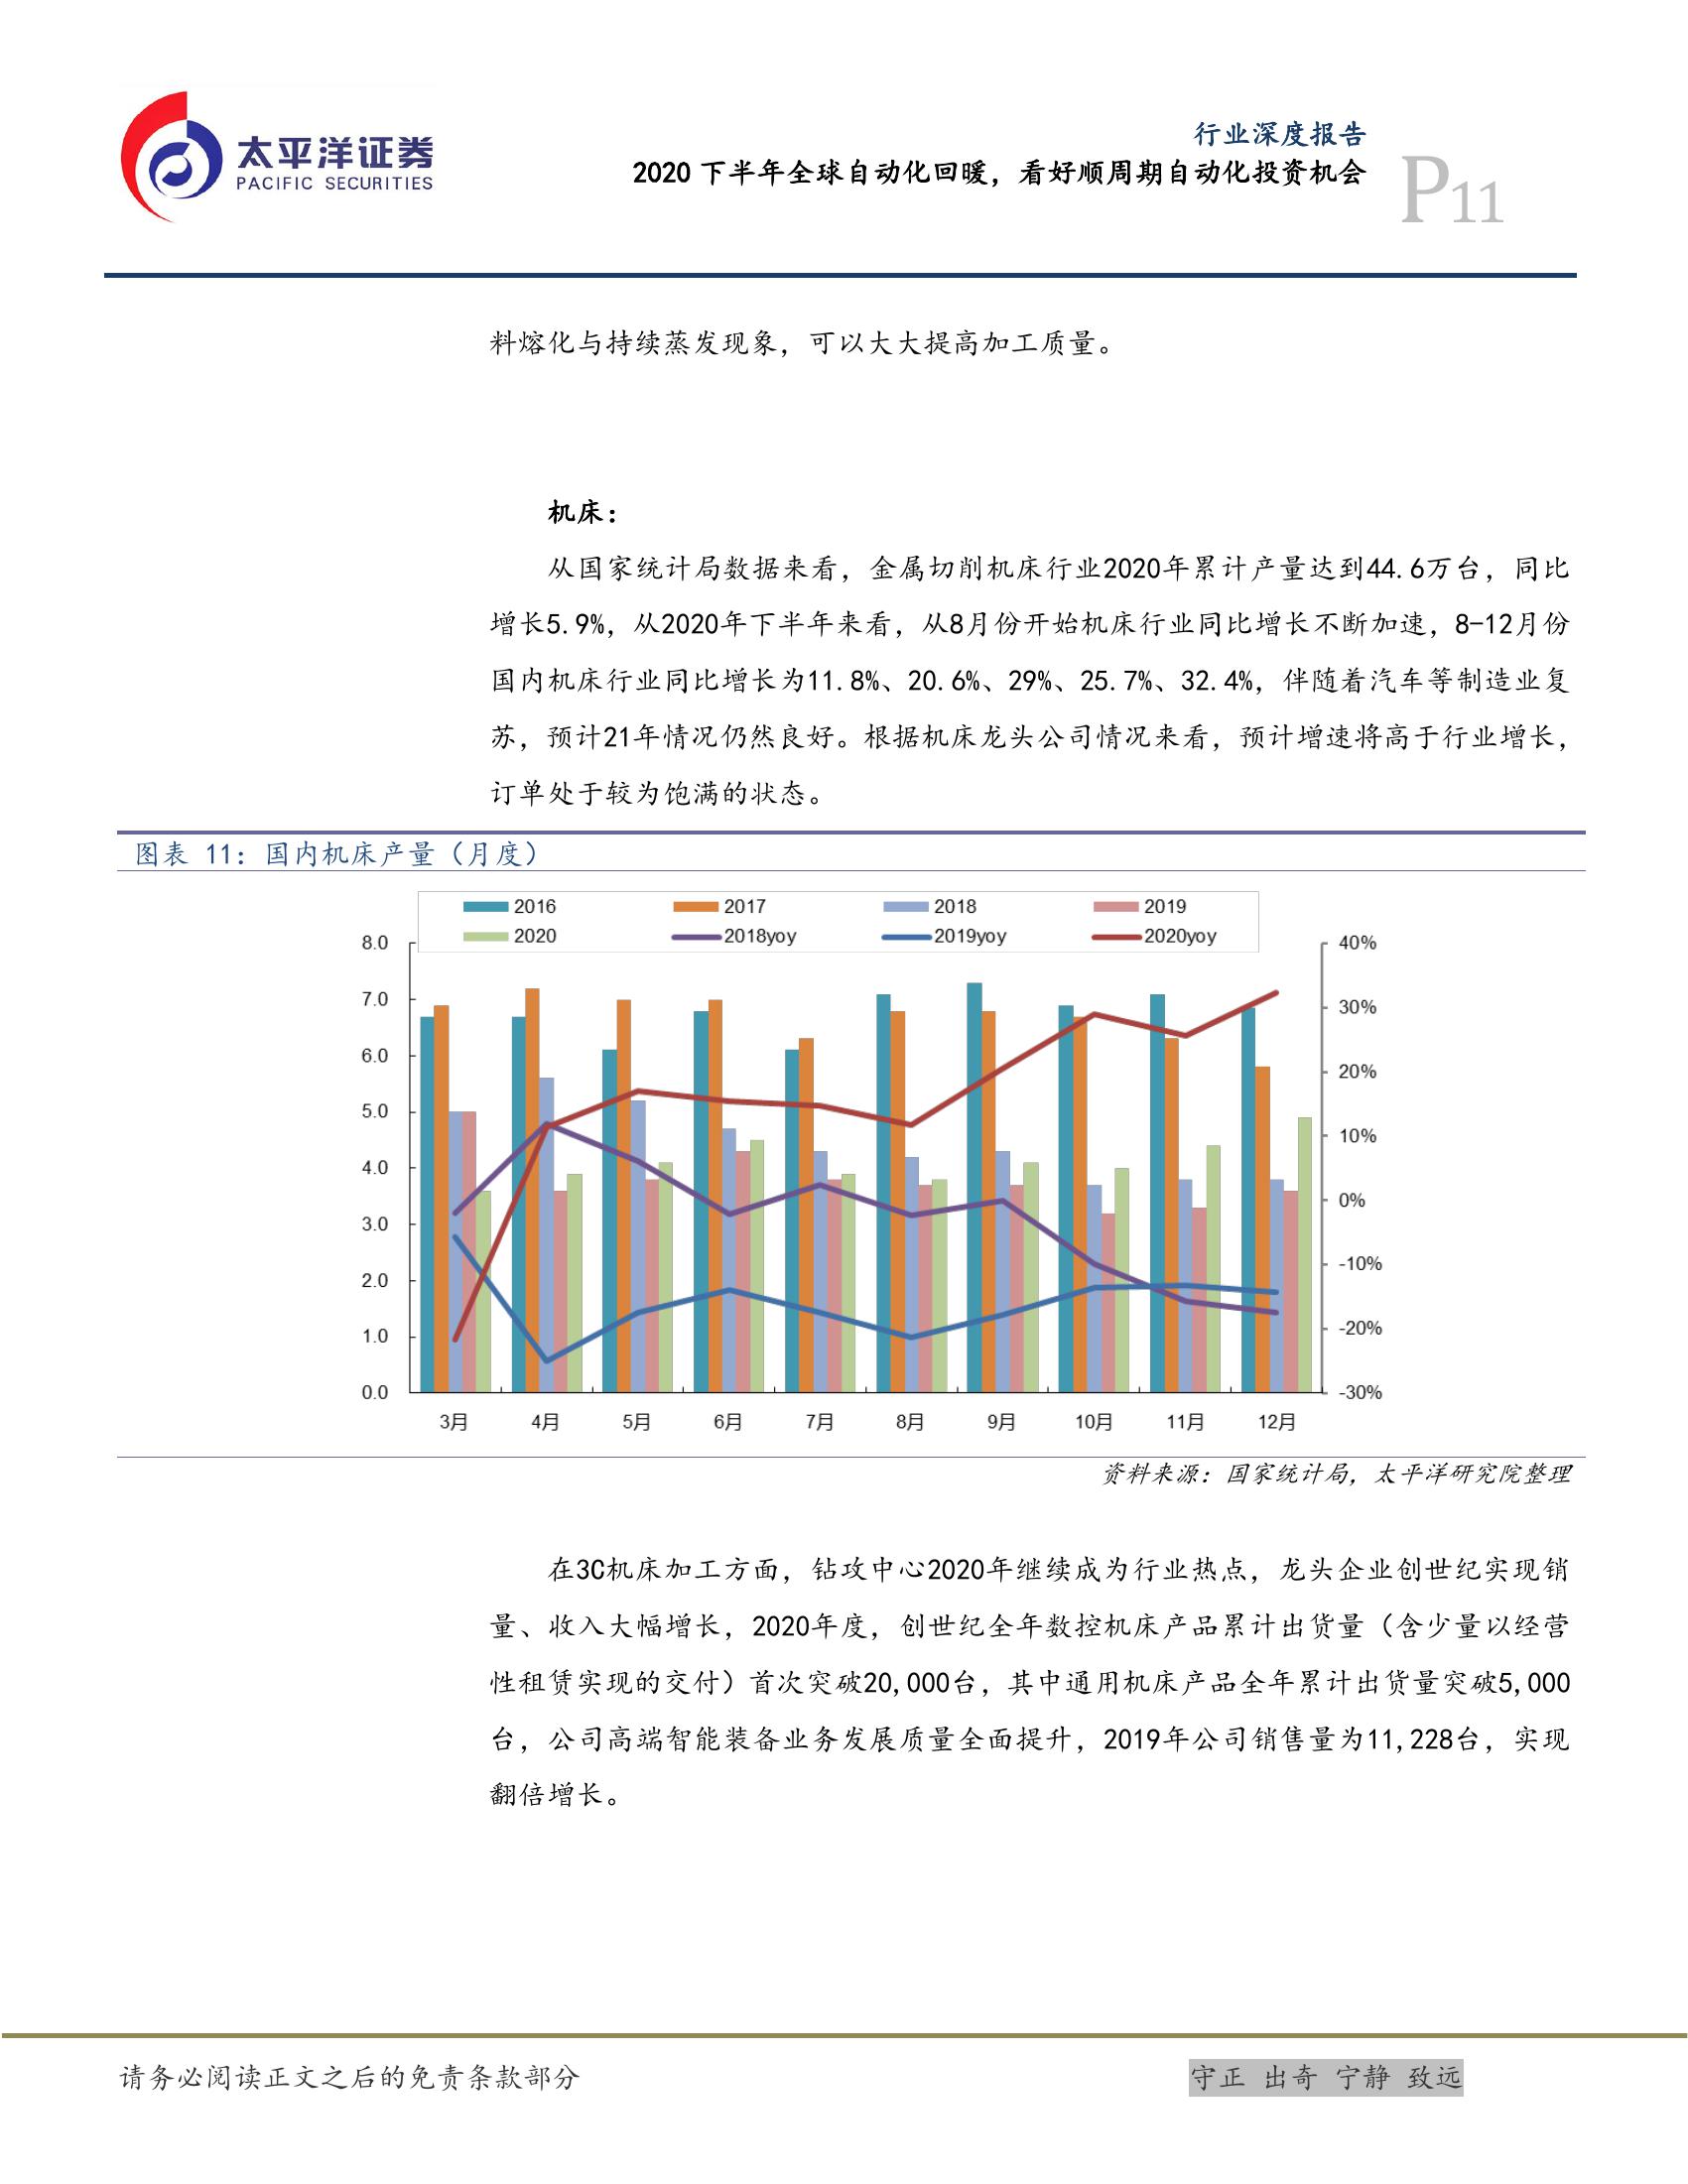 太平洋证券
PACIFIC SECURITIES
行业深度报告
2020 下半年全球自动化回暖，看好顺周期自动化投资机会
P11
料熔化与持续蒸发现象，可以大大提高加工质量。
机床：
从国家统计局数据来看，金属切削机床行业2020年累计产量达到44.6万台，同比
增长5.9%，从2020年下半年来看，从8月份开始机床行业同比增长不断加速，8-12月份
国内机床行业同比增长为11.8%、20.6%、29%、25.7%、32.4%，伴随着汽车等制造业复
苏，预计21年情况仍然良好。根据机床龙头公司情况来看，预计增速将高于行业增长，
订单处于较为饱满的状态。
图表 11：国内机床产量（月度）
2016 2017 2018 2019
2020 2018yoy 2019yoy 2020yoy
8.0 40%
7.0 30%
6.0 20%
5.0 10%
4.0 0%
3.0 -10%
2.0 -20%
1.0 -30%
0.0
3月 4月 5月 6月 7月 8月 9月 10月 11月 12月
资料来源：国家统计局，太平洋研究院整理
在3C机床加工方面，钻攻中心2020年继续成为行业热点，龙头企业创世纪实现销
量、收入大幅增长，2020年度，创世纪全年数控机床产品累计出货量（含少量以经营
性租赁实现的交付）首次突破20,000台，其中通用机床产品全年累计出货量突破5,000
台，公司高端智能装备业务发展质量全面提升，2019年公司销售量为11,228台，实现
翻倍增长。
请务必阅读正文之后的免责条款部分
守正 出奇 宁静 致远